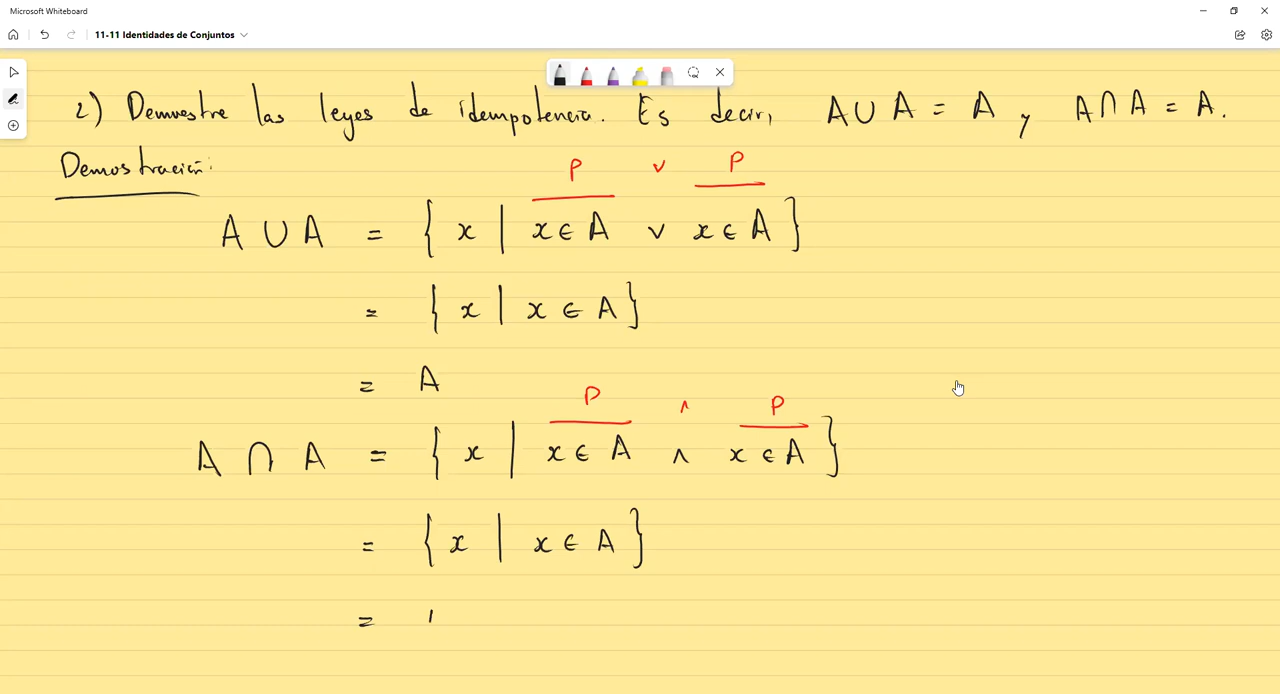 Microsoft Whiteboard
11-11 Identidades de Conjuntos
2) Demuestre las leyes de idempotencia. Es decir, A ∪ A = A y A ∩ A = A.
Demostración:
P ∨ P
A ∪ A = { x | x ∈ A ∨ x ∈ A }
= { x | x ∈ A }
= A
P ∧ P
A ∩ A = { x | x ∈ A ∧ x ∈ A }
= { x | x ∈ A }
=